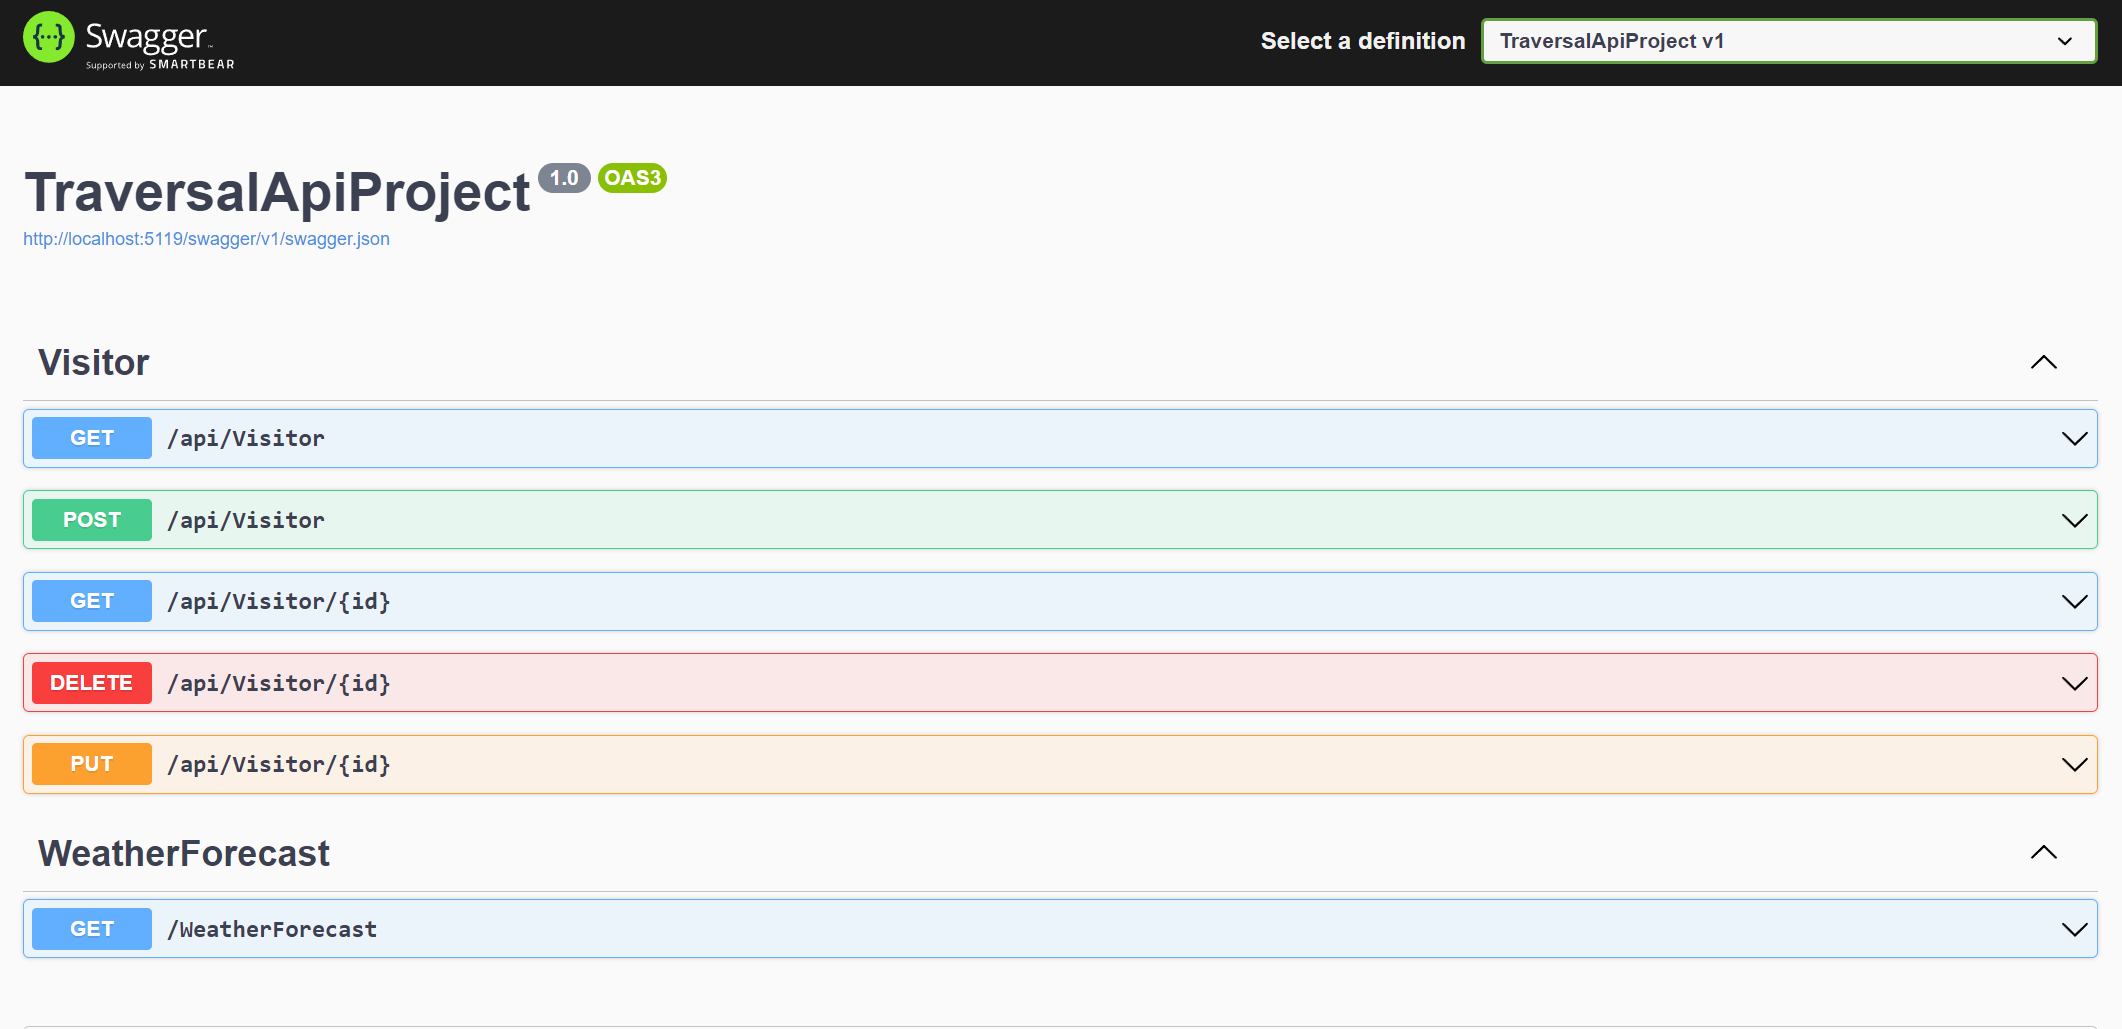 {···} Swagger™
Supported by SMARTBEAR
Select a definition
TraversalApiProject v1
TraversalApiProject 1.0 OAS3
http://localhost:5119/swagger/v1/swagger.json
Visitor
GET /api/Visitor
POST /api/Visitor
GET /api/Visitor/{id}
DELETE /api/Visitor/{id}
PUT /api/Visitor/{id}
WeatherForecast
GET /WeatherForecast